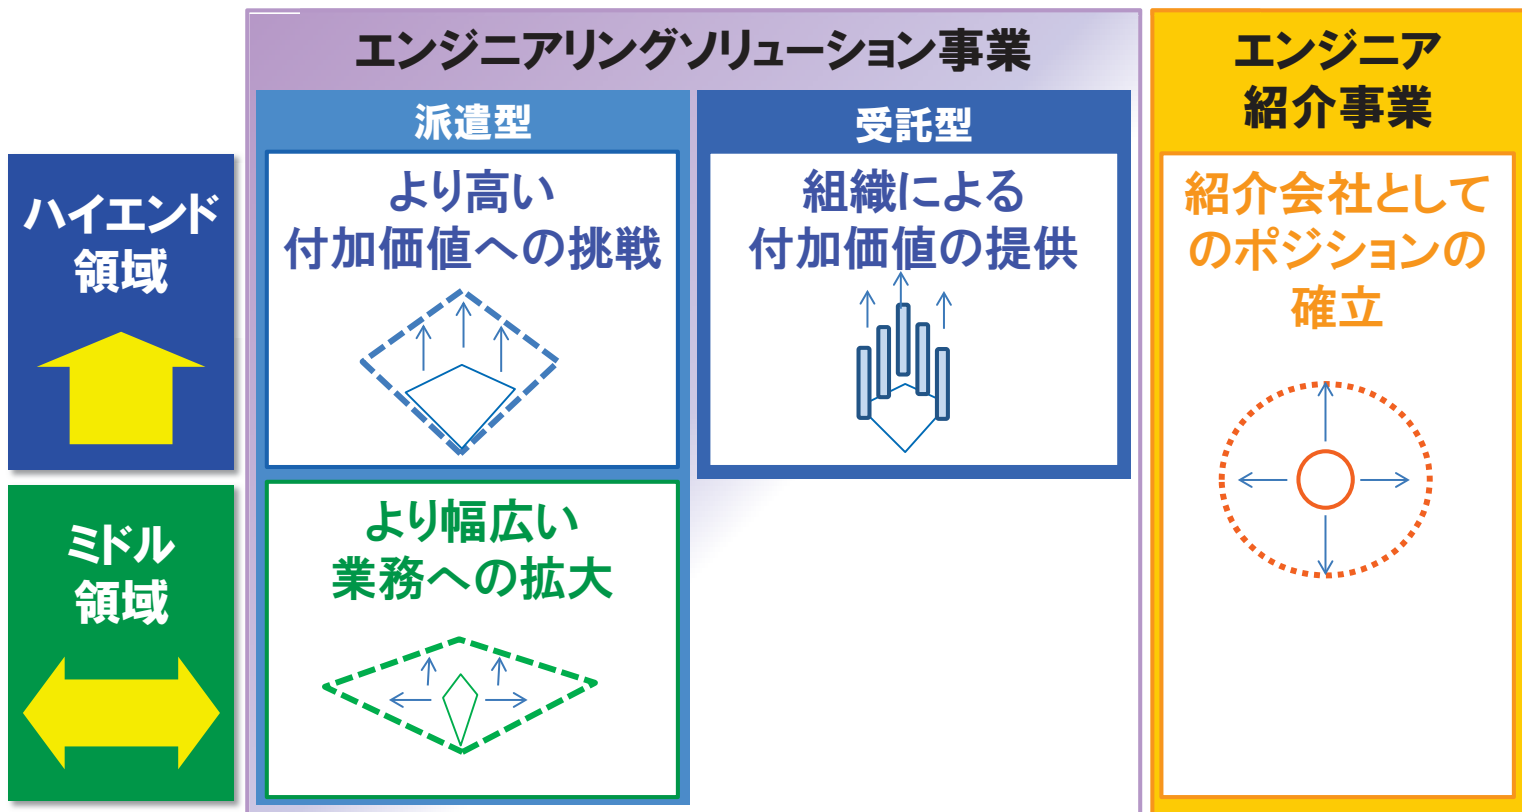 エンジニアリングソリューション事業
エンジニア
紹介事業
派遣型
受託型
ハイエンド
領域
より高い
付加価値への挑戦
組織による
付加価値の提供
紹介会社として
のポジションの
確立
ミドル
領域
より幅広い
業務への拡大